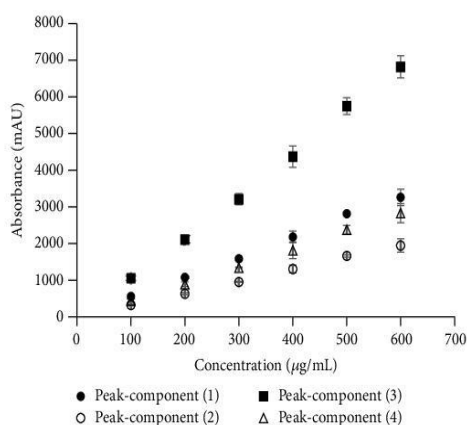 8000
7000
6000
5000
4000
3000
2000
1000
0
Absorbance (mAU)
0 100 200 300 400 500 600 700
Concentration (µg/mL)
Peak-component (1) Peak-component (3)
Peak-component (2) Peak-component (4)